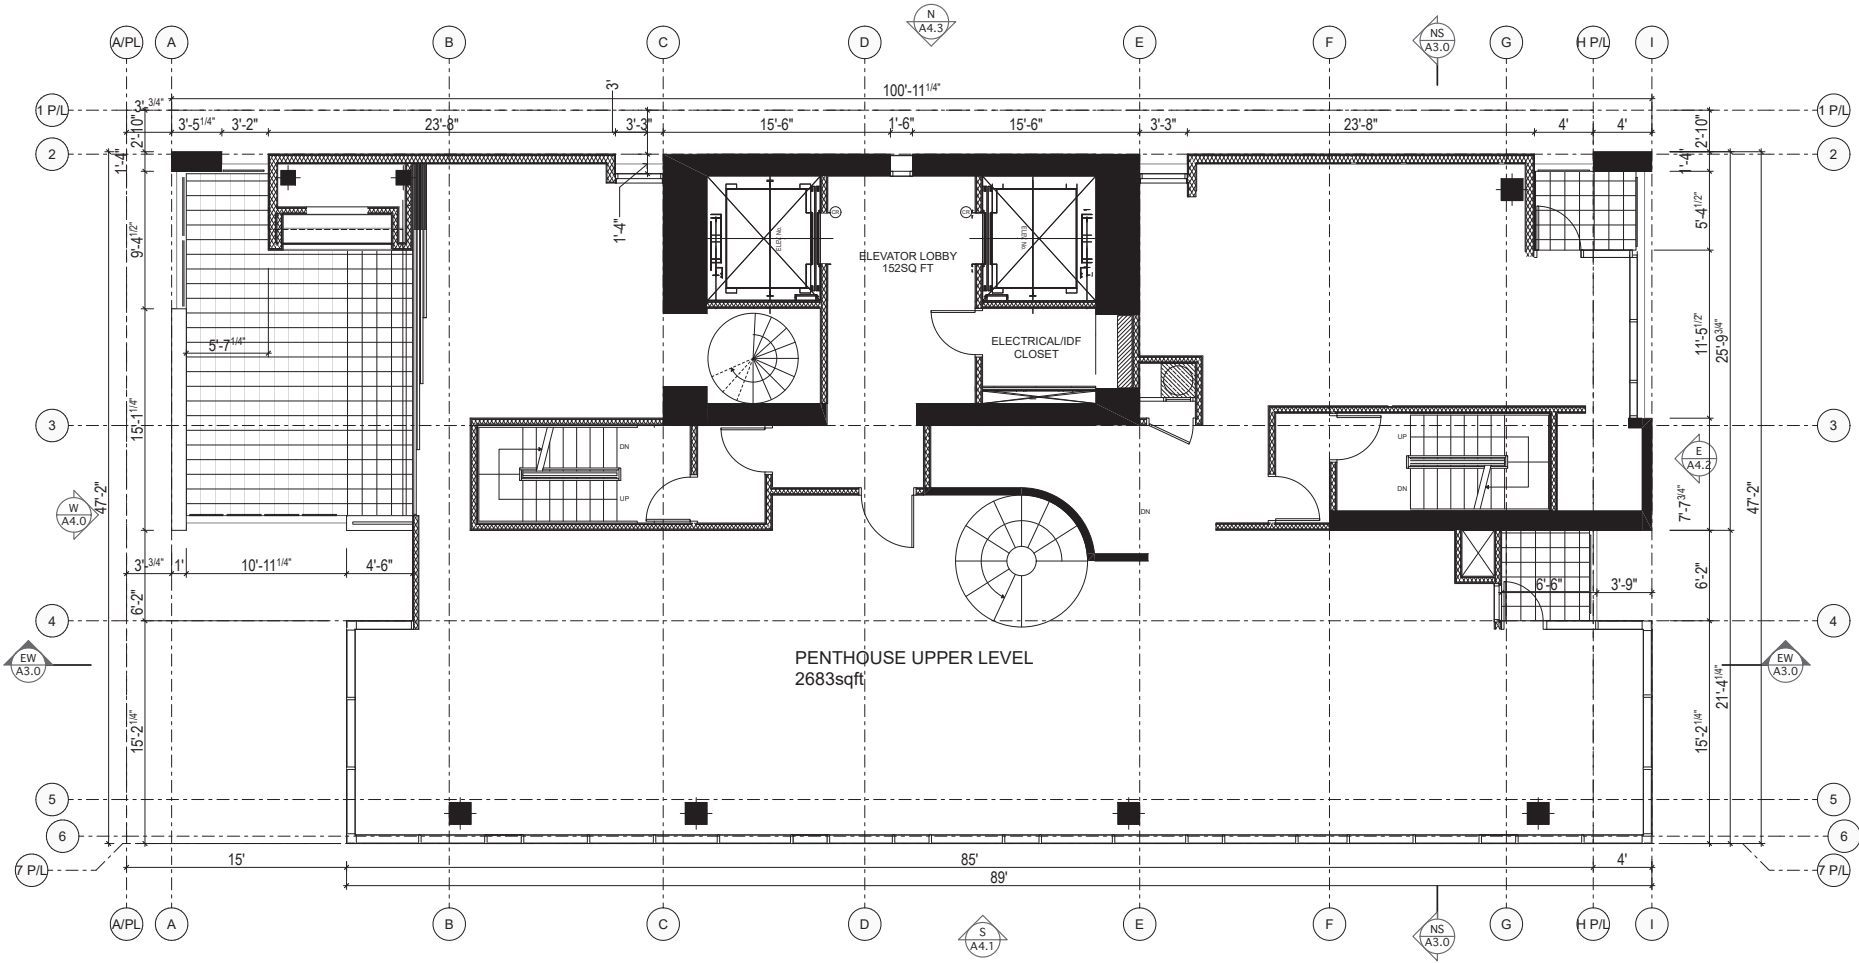 N
A4.3
A/PL
A
B
C
D
E
F
NS
A3.0
G
H P/L
I
1 P/L
3'-3/4"
100'-11 1/4"
3'
1 P/L
2'-10"
3'-5 1/4"
3'-2"
23'-8"
3'-3"
15'-6"
1'-6"
15'-6"
3'-3"
23'-8"
4'
4'
2'-10"
2
1'-4"
1'-4"
2
9'-4 1/2"
1'-4"
CR
CR
ELEV. No.
ELEV. No.
5'-4 1/2"
ELEVATOR LOBBY
152SQ FT
5'-7 1/4"
ELECTRICAL/IDF
CLOSET
11'-5 1/2"
25'-9 3/4"
15'-1 1/4"
3
DN
UP
3
UP
DN
E
A4.2
W
A4.0
47'-2"
DN
7'-7 3/4"
47'-2"
3'-3/4"
1'
10'-11 1/4"
4'-6"
6'-6"
3'-9"
6'-2"
6'-2"
4
4
EW
A3.0
PENTHOUSE UPPER LEVEL
2683sqft
EW
A3.0
21'-4 1/4"
15'-2 1/4"
15'-2 1/4"
5
5
6
6
7 P/L
15'
85'
4'
7 P/L
89'
A/PL
A
B
C
D
S
A4.1
E
F
NS
A3.0
G
H P/L
I